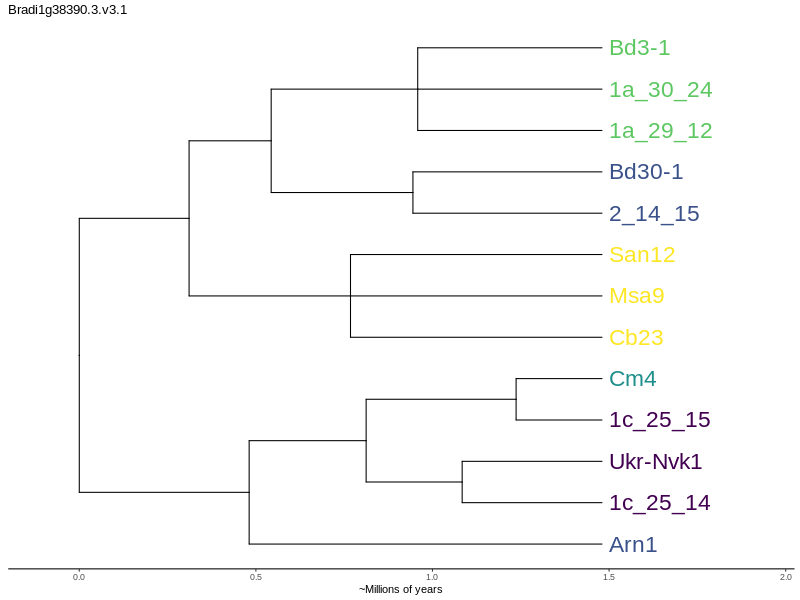 Bradi1g38390.3.v3.1
Bd3-1
1a_30_24
1a_29_12
Bd30-1
2_14_15
San12
Msa9
Cb23
Cm4
1c_25_15
Ukr-Nvk1
1c_25_14
Arn1
0.0 0.5 1.0 1.5 2.0
~Millions of years